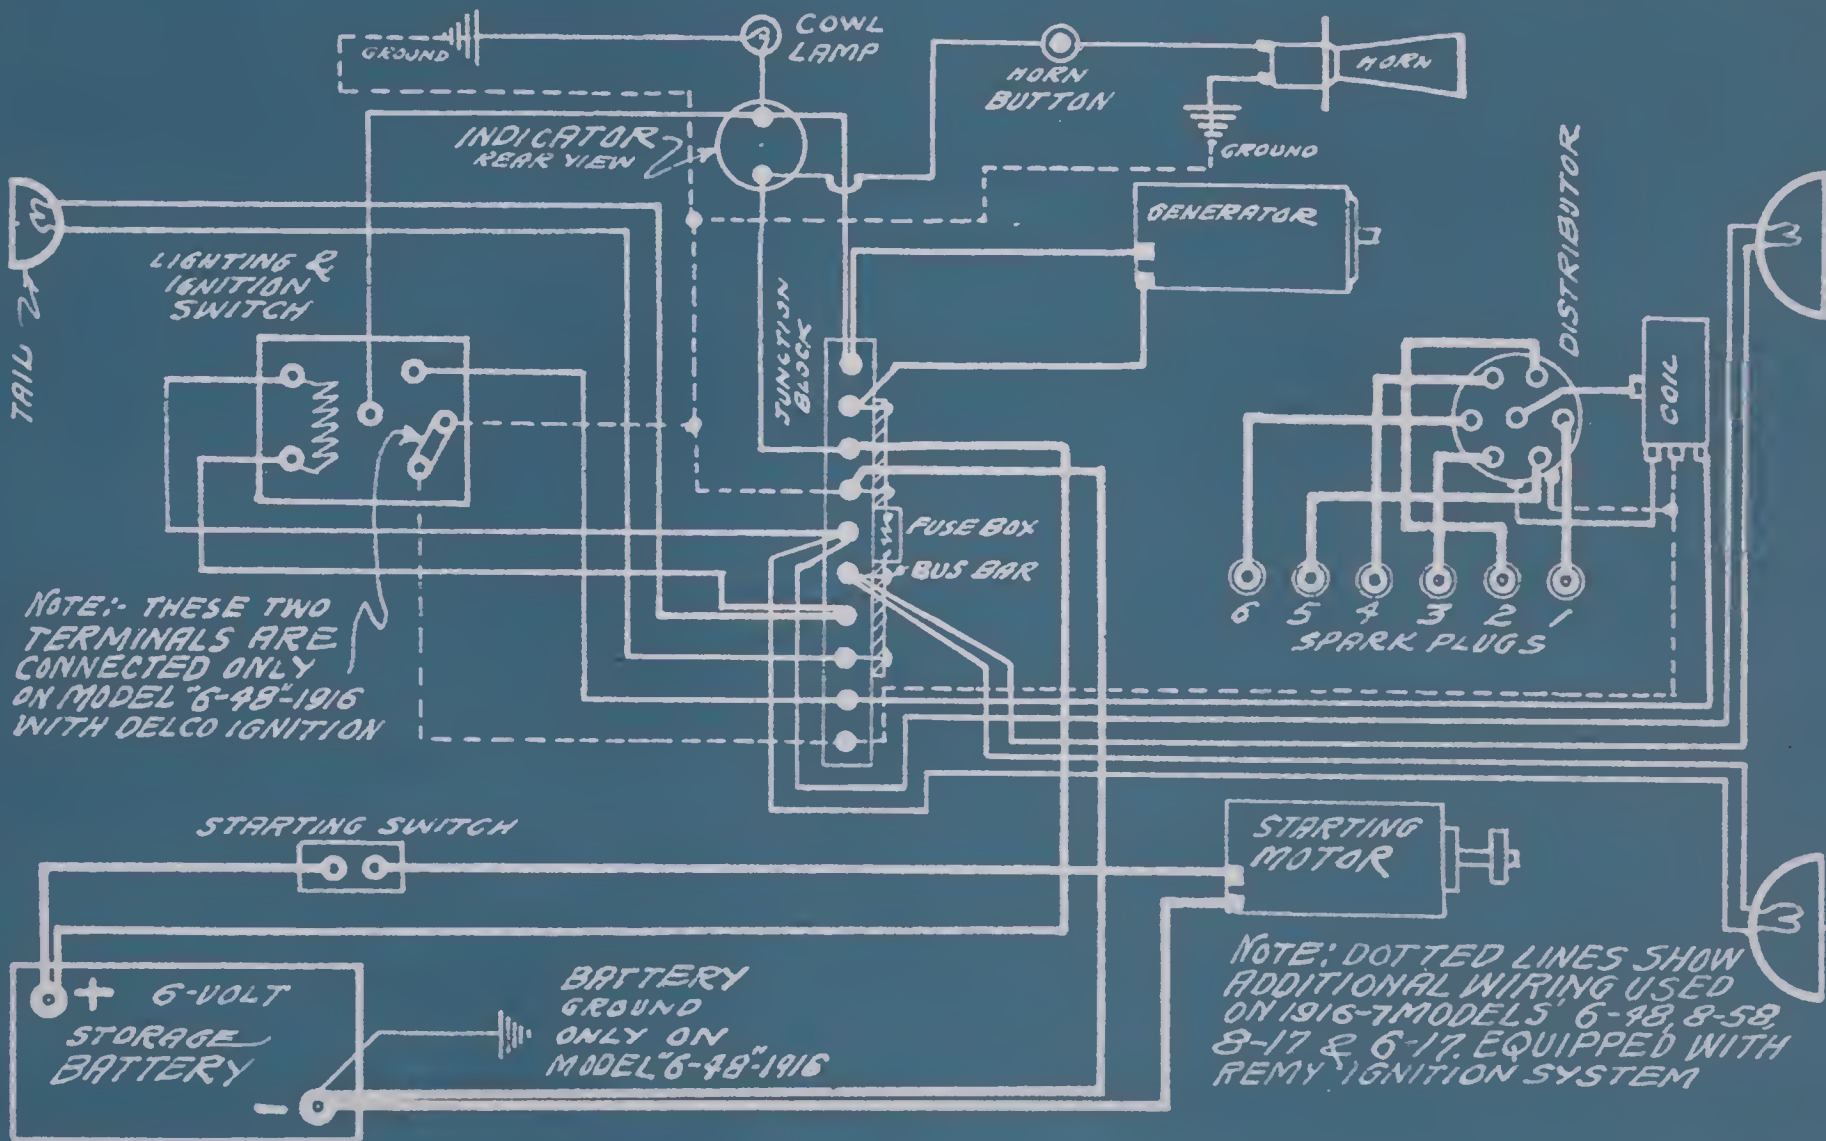 COWL
LAMP
GROUND
HORN
BUTTON
HORN
INDICATOR
REAR VIEW
GROUND
GENERATOR
DISTRIBUTOR
LIGHTING &
IGNITION
SWITCH
TAIL
JUNCTION
BLOCK
COIL
FUSE BOX
BUS BAR
6 5 4 3 2 1
SPARK PLUGS
NOTE:- THESE TWO
TERMINALS ARE
CONNECTED ONLY
ON MODEL "6-48"-1916
WITH DELCO IGNITION
STARTING SWITCH
STARTING
MOTOR
+ 6-VOLT
STORAGE
BATTERY
-
BATTERY
GROUND
ONLY ON
MODEL "6-48"-1916
NOTE: DOTTED LINES SHOW
ADDITIONAL WIRING USED
ON 1916-7 MODELS 6-48, 8-58,
8-17 & 6-17. EQUIPPED WITH
REMY IGNITION SYSTEM